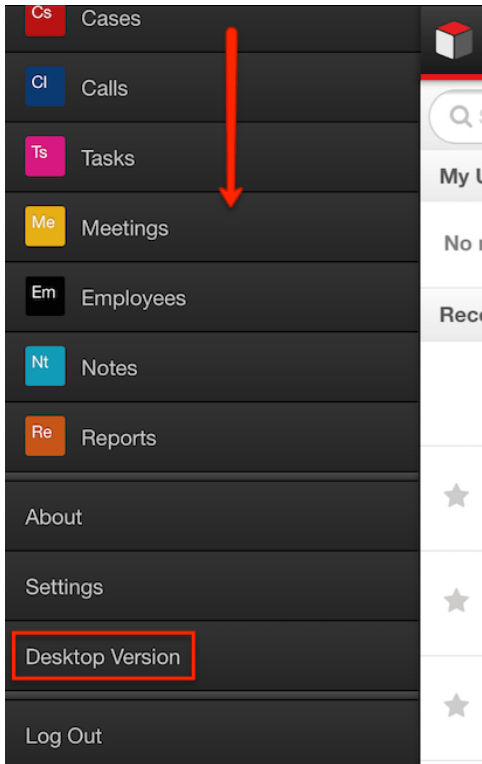 Cs Cases
Cl Calls
Ts Tasks
Me Meetings
Em Employees
Nt Notes
Re Reports
About
Settings
Desktop Version
Log Out
My
No